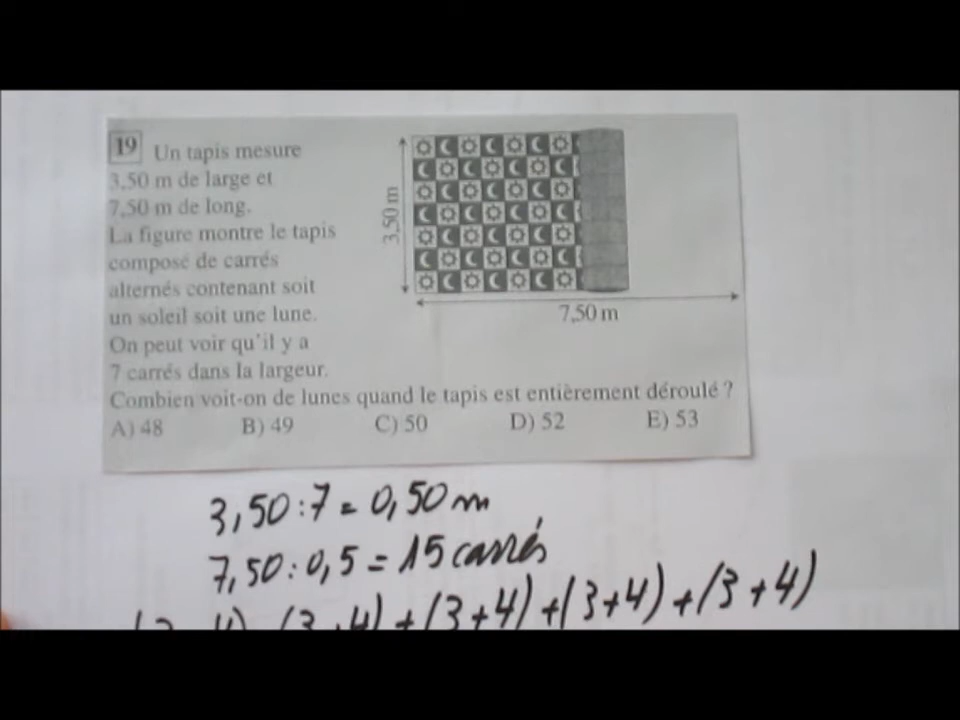 19 Un tapis mesure
3,50 m de large et
7,50 m de long.
La figure montre le tapis
composé de carrés
alternés contenant soit
un soleil soit une lune.
On peut voir qu'il y a
7 carrés dans la largeur.
Combien voit-on de lunes quand le tapis est entièrement déroulé ?
A) 48 B) 49 C) 50 D) 52 E) 53
3,50 m
7,50 m
3,50 : 7 = 0,50 m
7,50 : 0,5 = 15 carrés
4) (3+4) + (3+4) + (3+4) + (3+4)